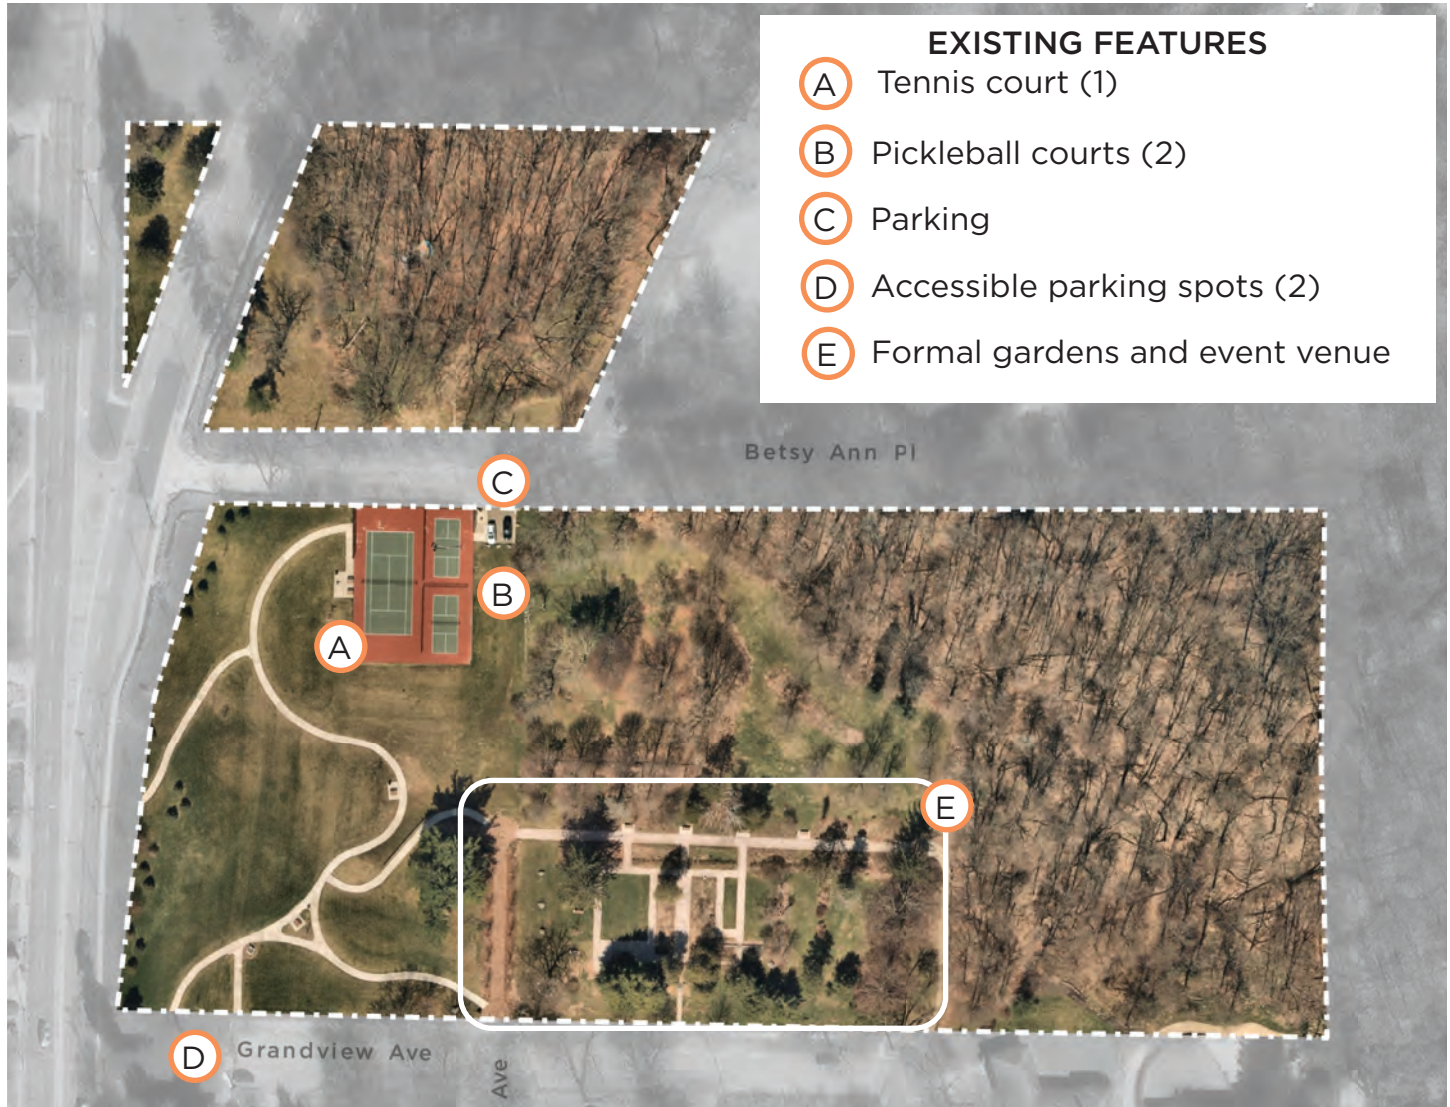 EXISTING FEATURES
A Tennis court (1)
B Pickleball courts (2)
C Parking
D Accessible parking spots (2)
E Formal gardens and event venue
Betsy Ann Pl
C
B
A
E
D
Grandview Ave
Ave